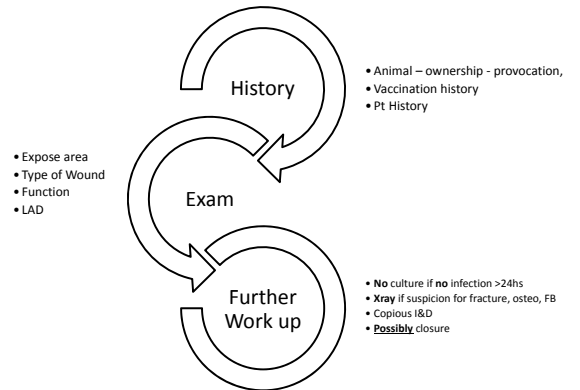 History
• Animal – ownership - provocation,
• Vaccination history
• Pt History
• Expose area
• Type of Wound
• Function
• LAD
Exam
Further
Work up
• No culture if no infection >24hs
• Xray if suspicion for fracture, osteo, FB
• Copious I&D
• Possibly closure